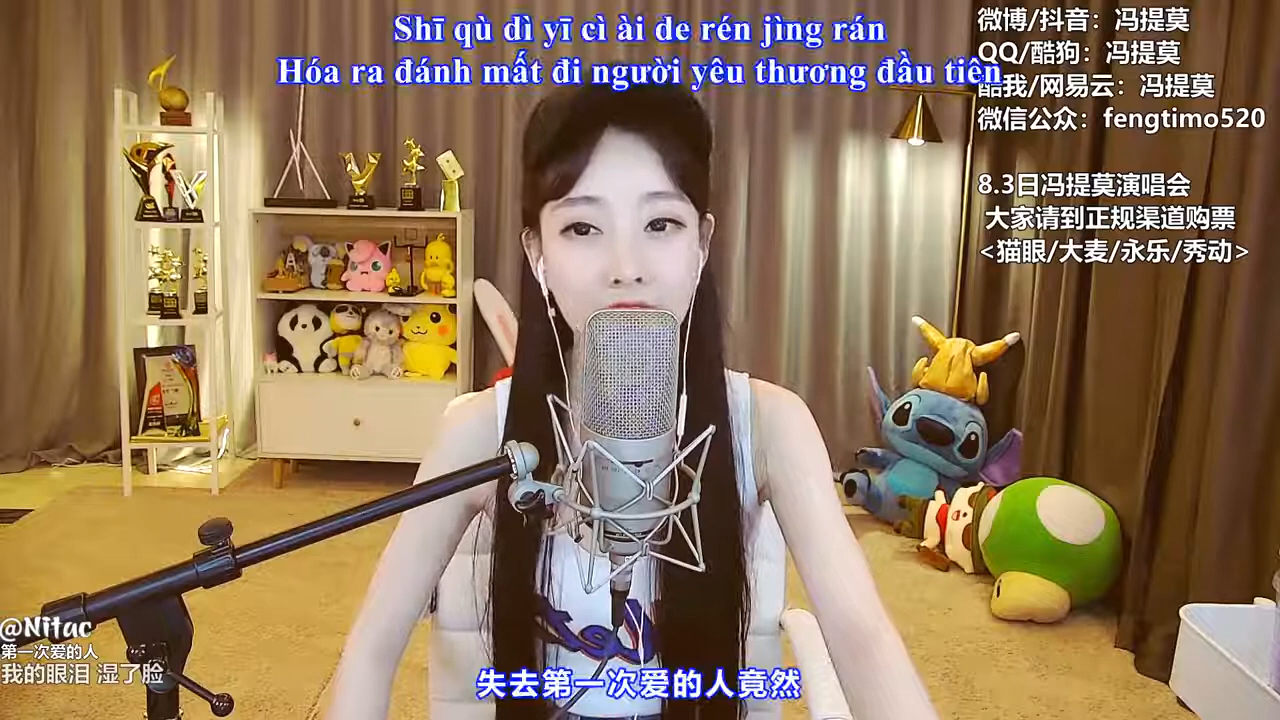 Shī qù dì yī cì ài de rén jìng rán
Hóa ra đánh mất đi người yêu thương đầu tiên
微博/抖音：冯提莫
QQ/酷狗：冯提莫
酷我/网易云：冯提莫
微信公众：fengtimo520
8.3日冯提莫演唱会
大家请到正规渠道购票
<猫眼/大麦/永乐/秀动>
@Nitac
第一次爱的人
我的眼泪 湿了脸
失去第一次爱的人竟然